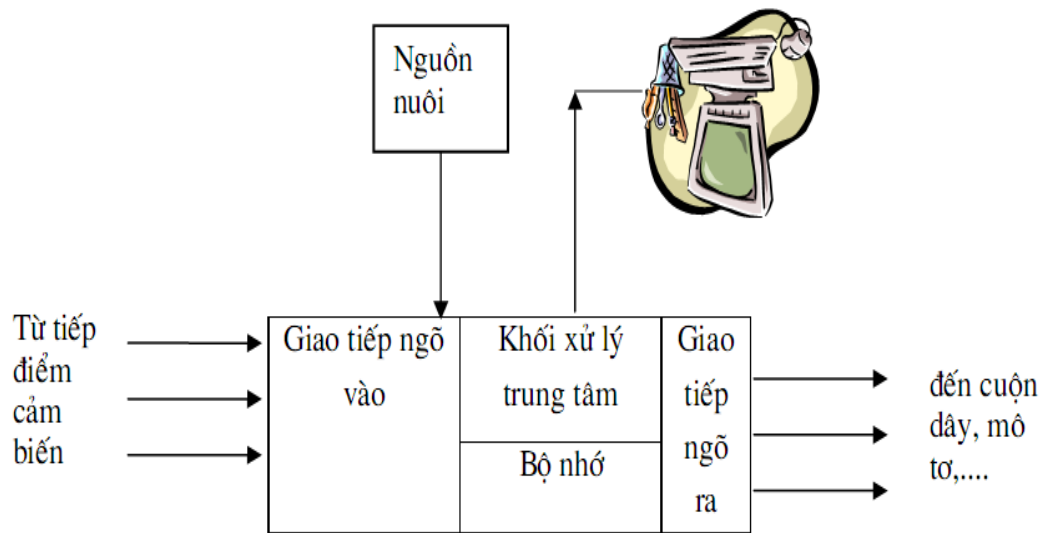 Nguồn
nuôi
Từ tiếp
điểm
cảm
biến
Giao tiếp ngõ
vào
Khối xử lý
trung tâm
Bộ nhớ
Giao
tiếp
ngõ
ra
đến cuộn
dây, mô
tơ,....